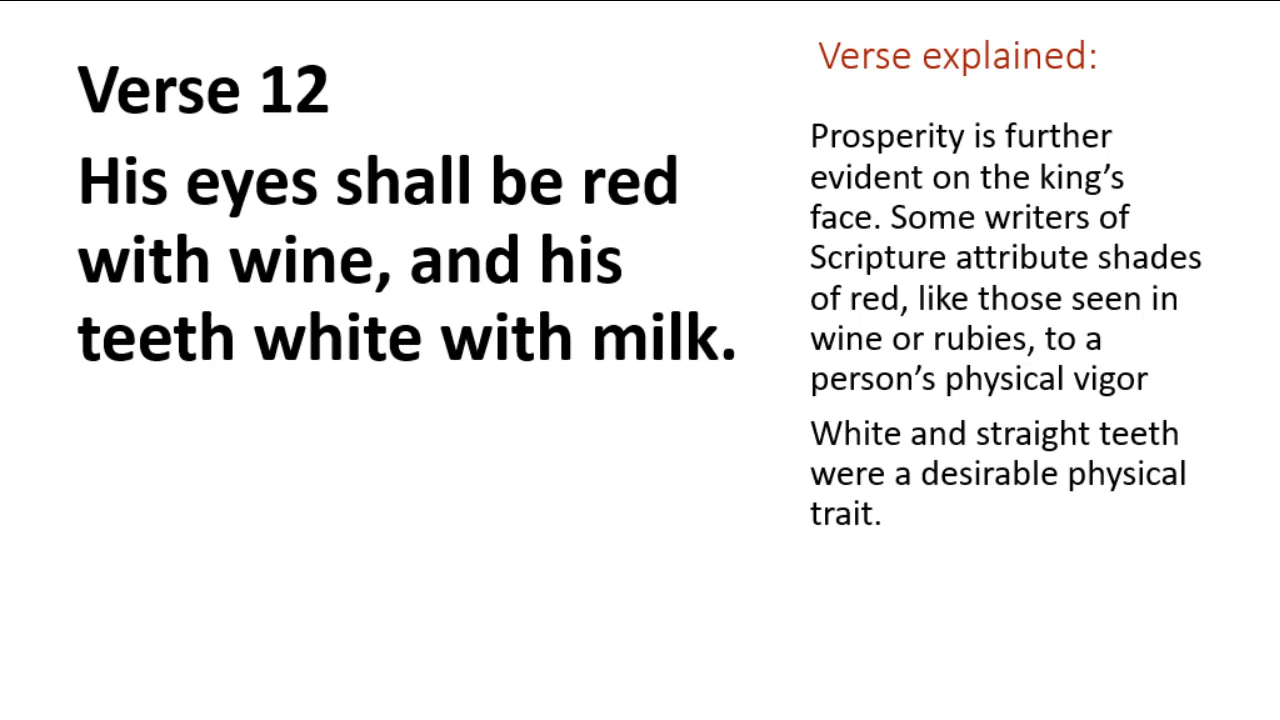 Verse 12
His eyes shall be red
with wine, and his
teeth white with milk.
Verse explained:
Prosperity is further
evident on the king’s
face. Some writers of
Scripture attribute shades
of red, like those seen in
wine or rubies, to a
person’s physical vigor
White and straight teeth
were a desirable physical
trait.